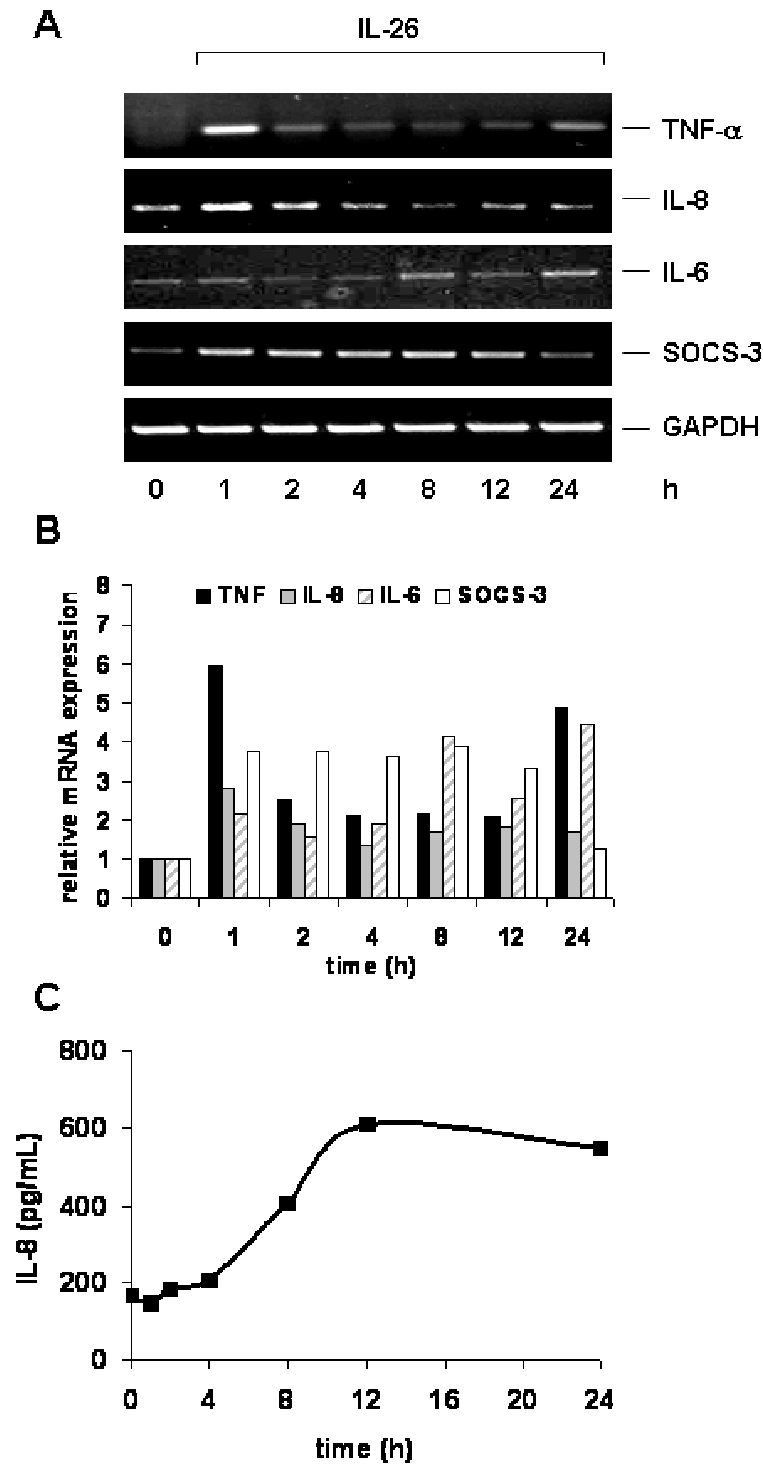 A
IL-26
TNF-α
IL-8
IL-6
SOCS-3
GAPDH
0 1 2 4 8 12 24 h
B
relative mRNA expression
8
7
6
5
4
3
2
1
0
TNF IL-8 IL-6 SOCS-3
0 1 2 4 8 12 24
time (h)
C
IL-8 (pg/mL)
800
600
400
200
0
0 4 8 12 16 20 24
time (h)